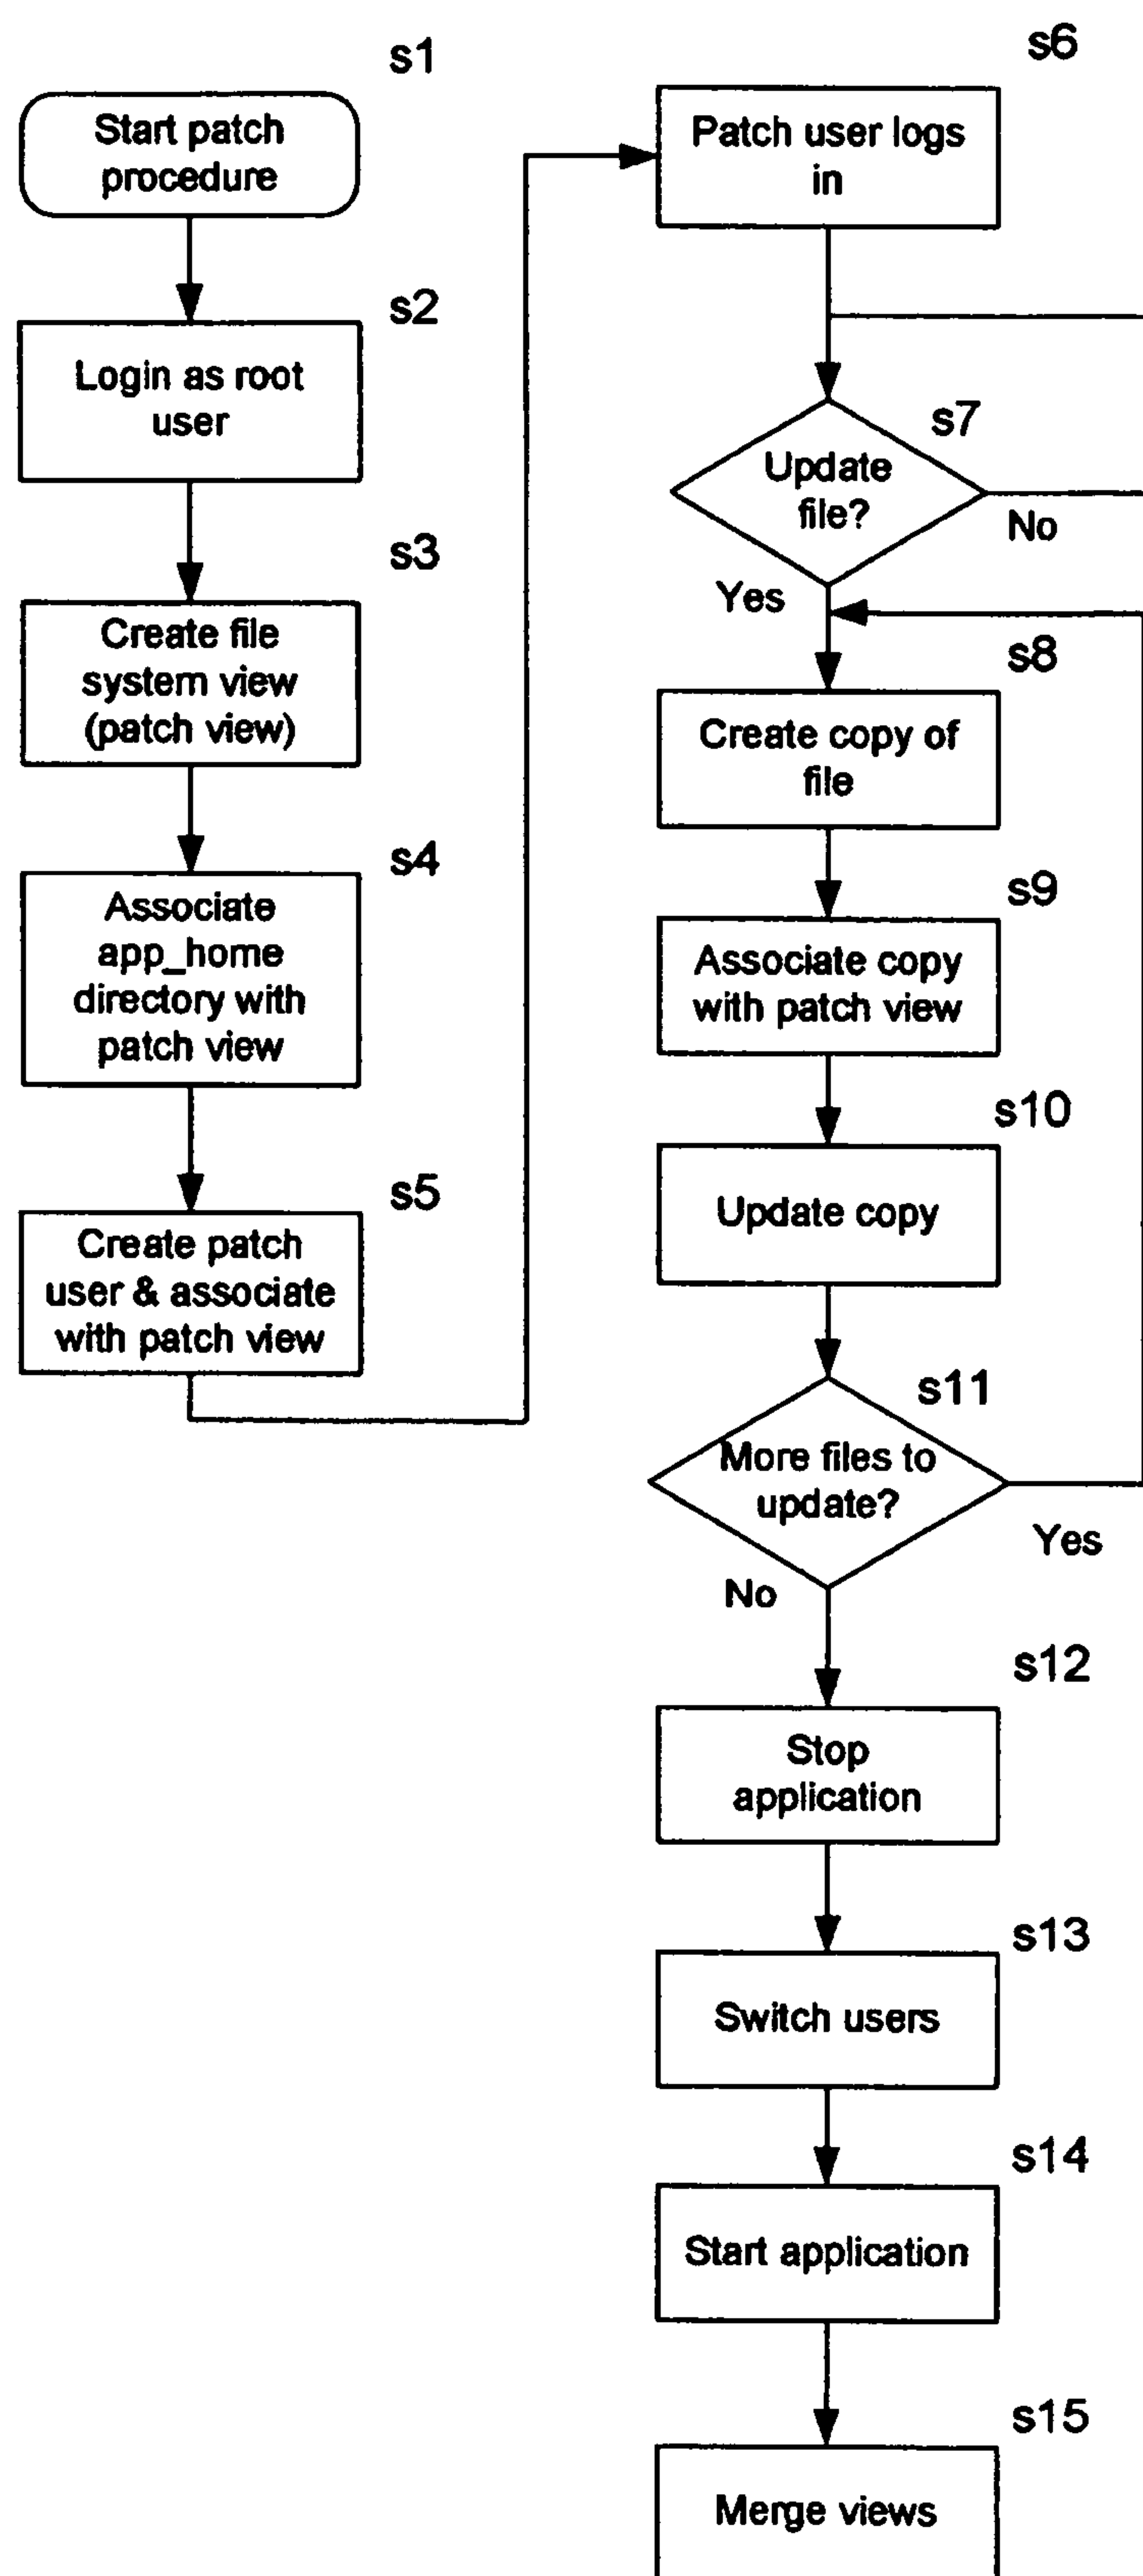 s1
Start patch
procedure
s2
Login as root
user
s3
Create file
system view
(patch view)
s4
Associate
app_home
directory with
patch view
s5
Create patch
user & associate
with patch view
s6
Patch user logs
in
s7
Update
file?
No
Yes
s8
Create copy of
file
s9
Associate copy
with patch view
s10
Update copy
s11
More files to
update?
Yes
No
s12
Stop
application
s13
Switch users
s14
Start application
s15
Merge views